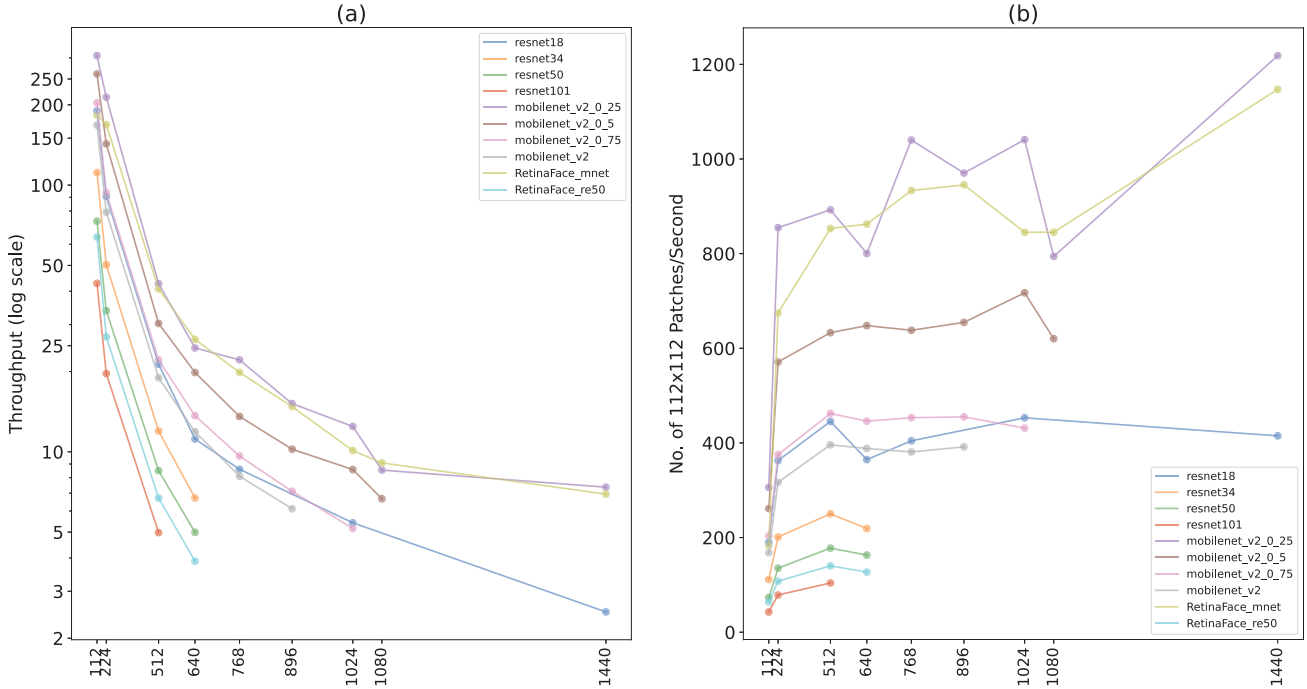 (a)
Throughput (log scale)
250
200
150
100
50
25
10
5
3
2
112
224
512
640
768
896
1024
1080
1440
resnet18
resnet34
resnet50
resnet101
mobilenet_v2_0_25
mobilenet_v2_0_5
mobilenet_v2_0_75
mobilenet_v2
RetinaFace_mnet
RetinaFace_re50
(b)
No. of 112x112 Patches/Second
1200
1000
800
600
400
200
0
112
224
512
640
768
896
1024
1080
1440
resnet18
resnet34
resnet50
resnet101
mobilenet_v2_0_25
mobilenet_v2_0_5
mobilenet_v2_0_75
mobilenet_v2
RetinaFace_mnet
RetinaFace_re50